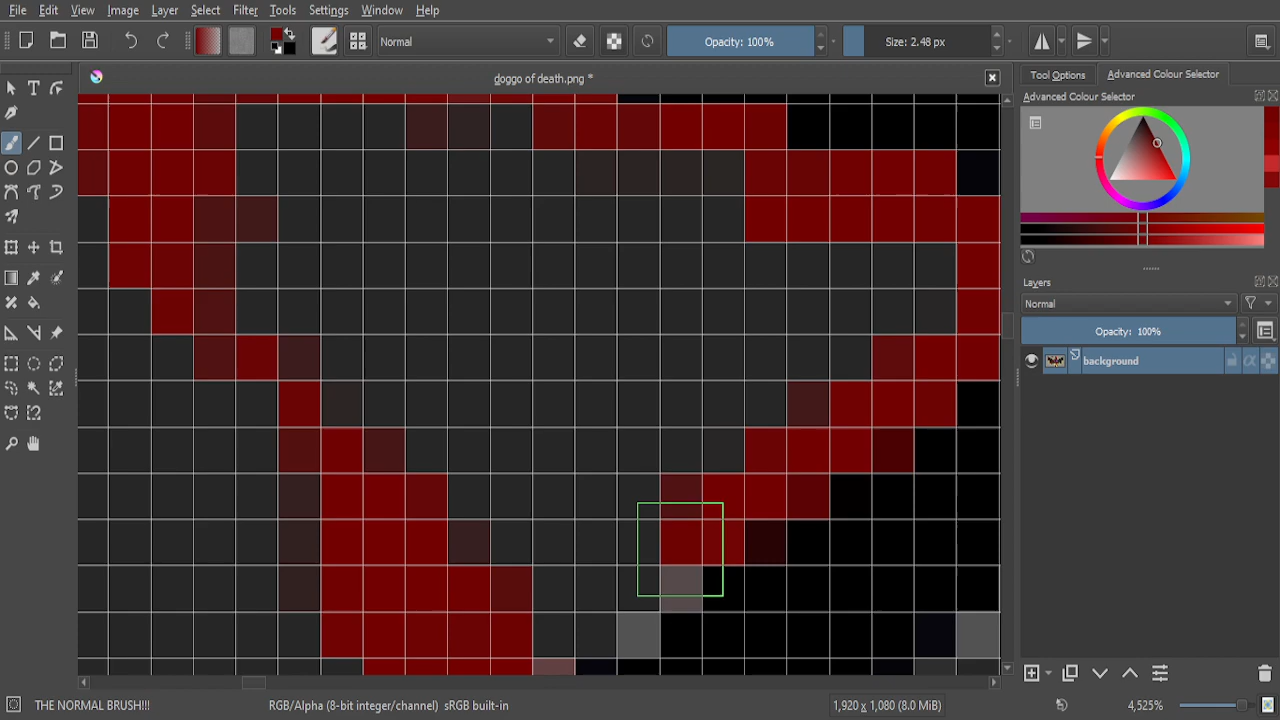 File Edit View Image Layer Select Filter Tools Settings Window Help
Normal Opacity: 100% Size: 2.48 px
doggo of death.png *
Tool Options Advanced Colour Selector
Advanced Colour Selector
Layers
Normal
Opacity: 100%
background
THE NORMAL BRUSH!!! RGB/Alpha (8-bit integer/channel) sRGB built-in 1,920 x 1,080 (8.0 MiB) 4,525%